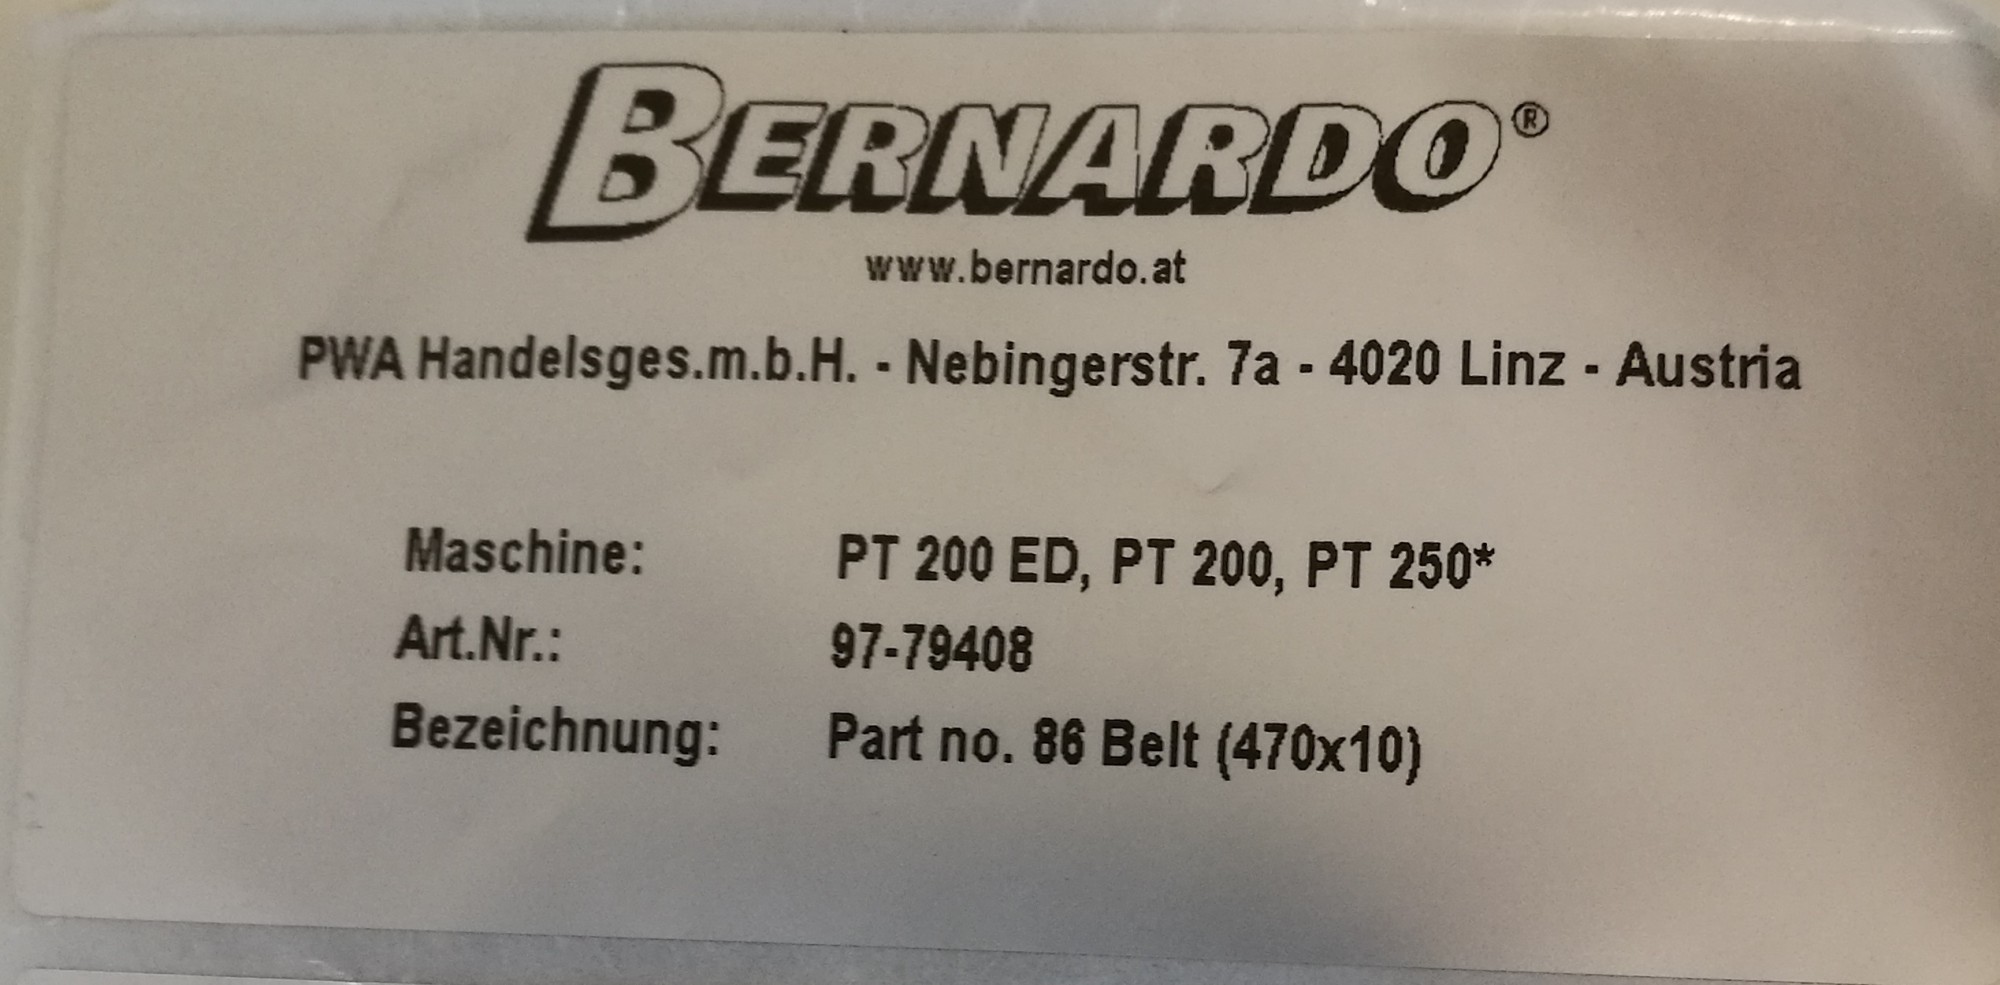 BERNARDO®
www.bernardo.at
PWA Handelsges.m.b.H. - Nebingerstr. 7a - 4020 Linz - Austria
Maschine: PT 200 ED, PT 200, PT 250*
Art.Nr.: 97-79408
Bezeichnung: Part no. 86 Belt (470x10)